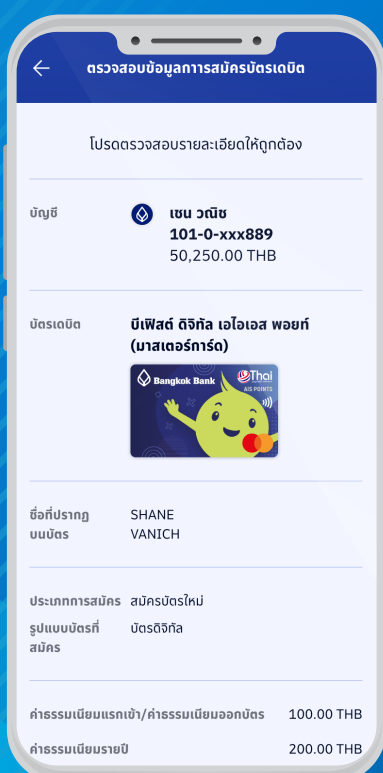 ตรวจสอบข้อมูลกาารสมัครบัตรเดบิต
โปรดตรวจสอบรายละเอียดให้ถูกต้อง
บัญชี
เชน วณิช
101-0-xxx889
50,250.00 THB
บัตรเดบิต
บีเฟิสต์ ดิจิทัล เอไอเอส พอยท์
(มาสเตอร์การ์ด)
Bangkok Bank
Thai
AIS POINTS
ชื่อที่ปรากฏ
บนบัตร
SHANE
VANICH
ประเภทการสมัคร สมัครบัตรใหม่
รูปแบบบัตรที่
สมัคร
บัตรดิจิทัล
ค่าธรรมเนียมแรกเข้า/ค่าธรรมเนียมออกบัตร 100.00 THB
ค่าธรรมเนียมรายปี 200.00 THB